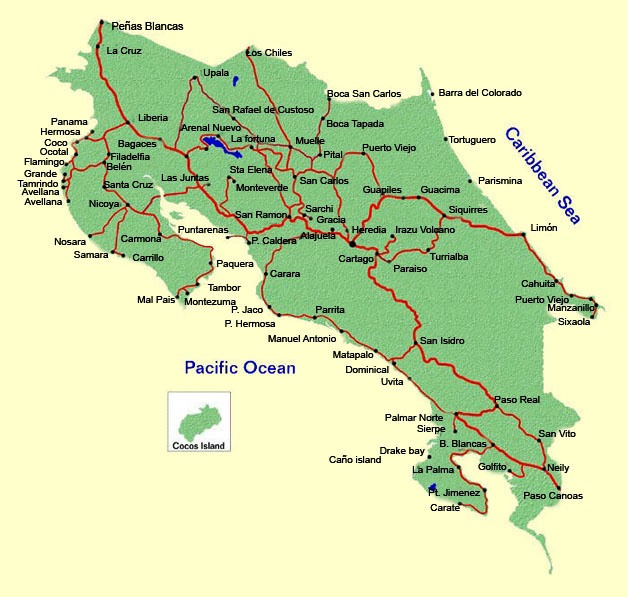 Peñas Blancas
La Cruz
Los Chiles
Upala
Boca San Carlos
Barra del Colorado
San Rafael de Custoso
Panama
Liberia
Boca Tapada
Hermosa
Arenal Nuevo
La fortuna
Muelle
Tortuguero
Caribbean Sea
Coco
Bagaces
Ocotal
Filadelfia
Pital
Puerto Viejo
Flamingo
Belén
Grande
Las Juntas
Sta Elena
San Carlos
Parismina
Tamrindo
Santa Cruz
Monteverde
Guapiles
Guacima
Avellana
Avellana
Nicoya
San Ramon
Sarchi
Siquirres
Gracia
Puntarenas
Alajuela
Heredia
Irazu Volcano
Limón
Nosara
Carmona
P. Caldera
Samara
Carrillo
Cartago
Turrialba
Paquera
Paraiso
Carara
Cahuita
Tambor
Mal Pais
Montezuma
Puerto Viejo
Manzanillo
P. Jaco
Parrita
Sixaola
P. Hermosa
Manuel Antonio
San Isidro
Matapalo
Pacific Ocean
Dominical
Uvita
Paso Real
Palmar Norte
Sierpe
San Vito
Cocos Island
B. Blancas
Drake bay
Caño island
La Palma
Golfito
Neily
Pt. Jimenez
Paso Canoas
Carate